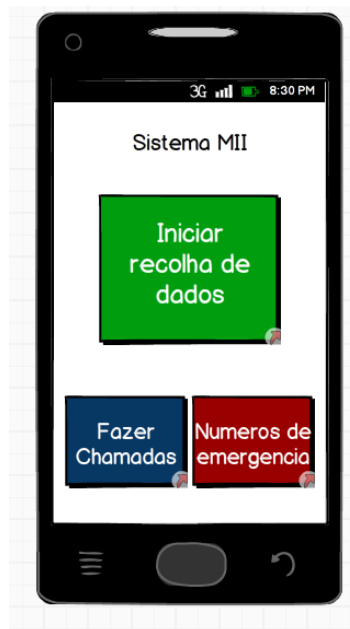 3G 8:30 PM
Sistema MII
Iniciar
recolha de
dados
Fazer
Chamadas
Numeros de
emergencia